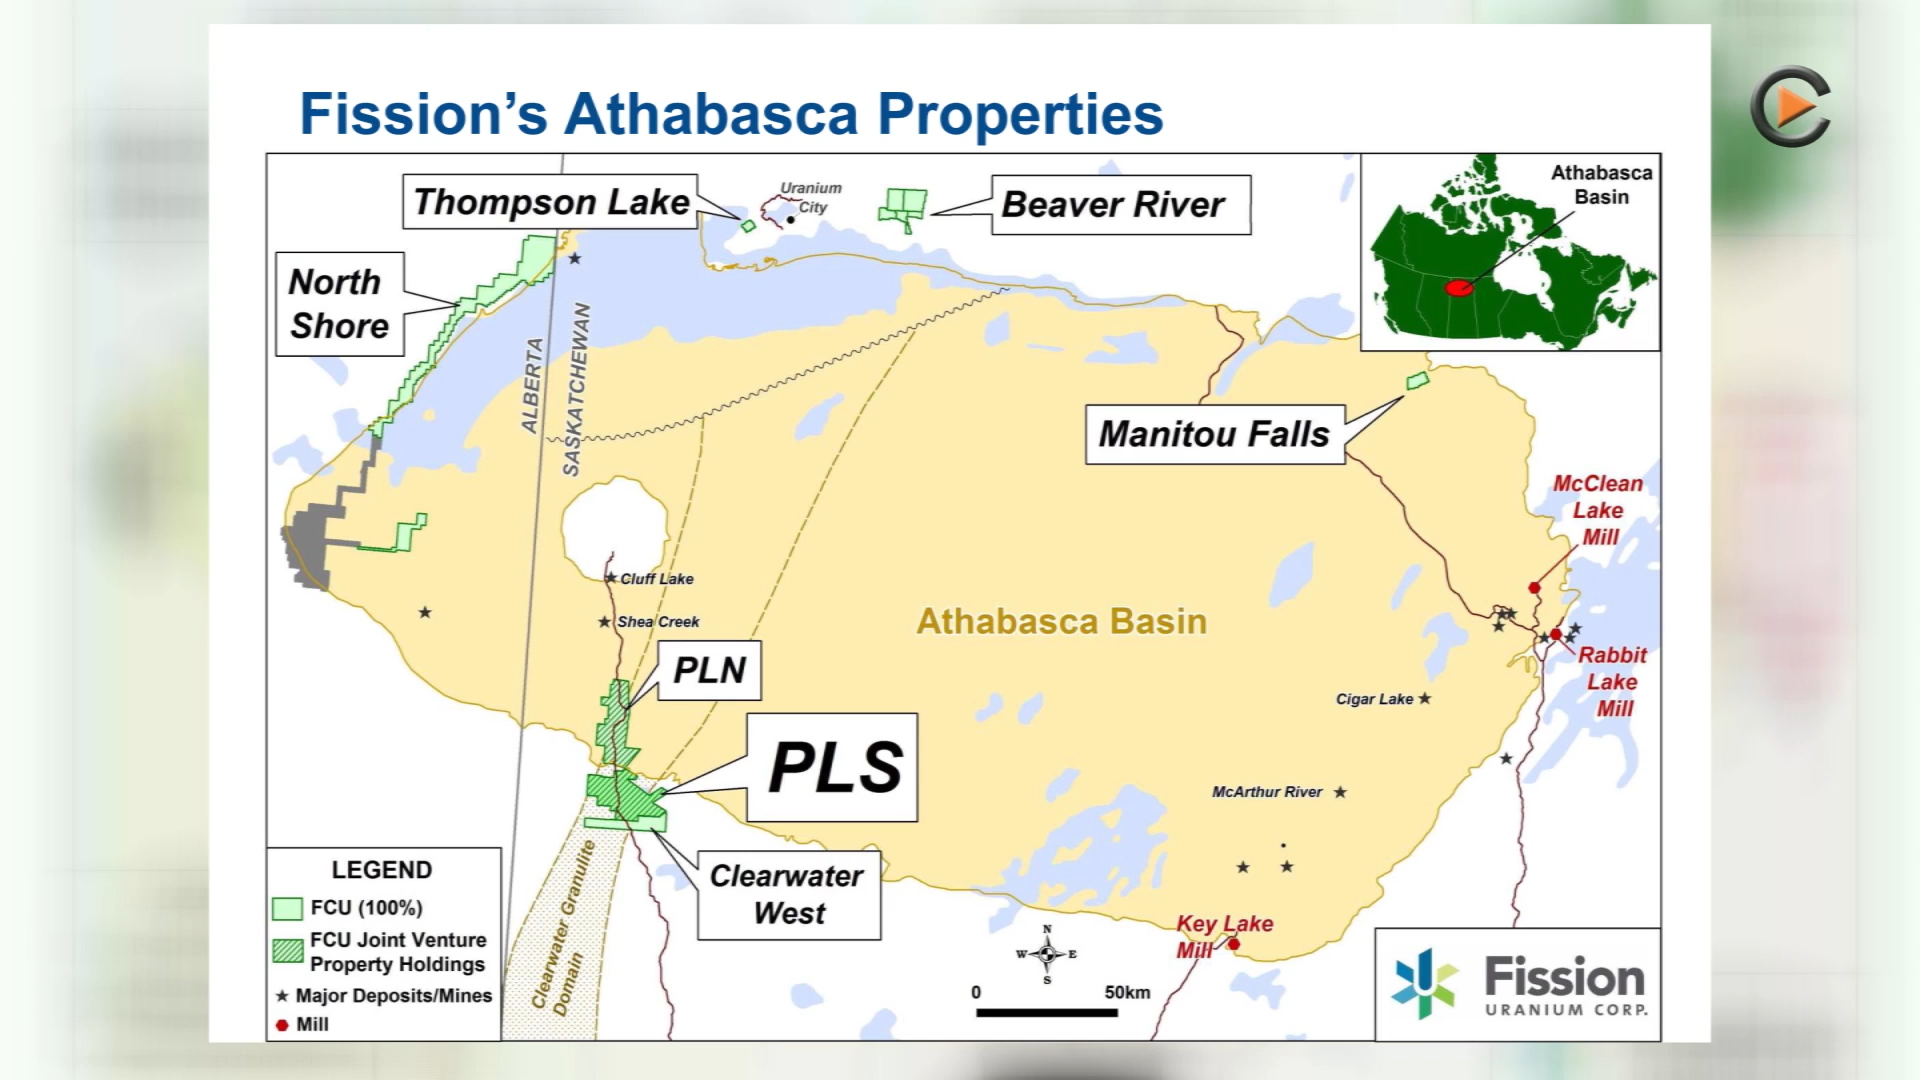 Fission's Athabasca Properties
Thompson Lake
Uranium
City
Beaver River
Athabasca
Basin
North
Shore
ALBERTA
SASKATCHEWAN
Manitou Falls
McClean
Lake
Mill
Cluff Lake
Shea Creek
Athabasca Basin
PLN
Rabbit
Lake
Mill
Cigar Lake
PLS
McArthur River
Clearwater
West
Clearwater Granulite
Domain
Key Lake
Mill
LEGEND
FCU (100%)
FCU Joint Venture
Property Holdings
Major Deposits/Mines
Mill
N
W E
S
0 50km
Fission
URANIUM CORP.